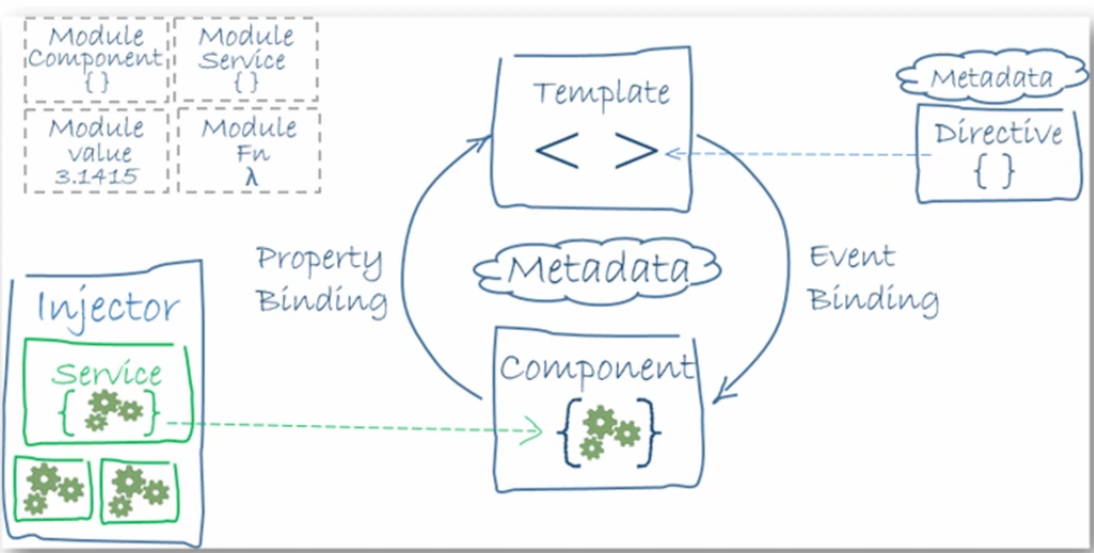 Module
Component
{ }
Module
Service
{ }
Module
value
3.1415
Module
Fn
λ
Template
< >
Metadata
Directive
{ }
Property
Binding
Metadata
Event
Binding
Injector
Service
{ }
Component
{ }